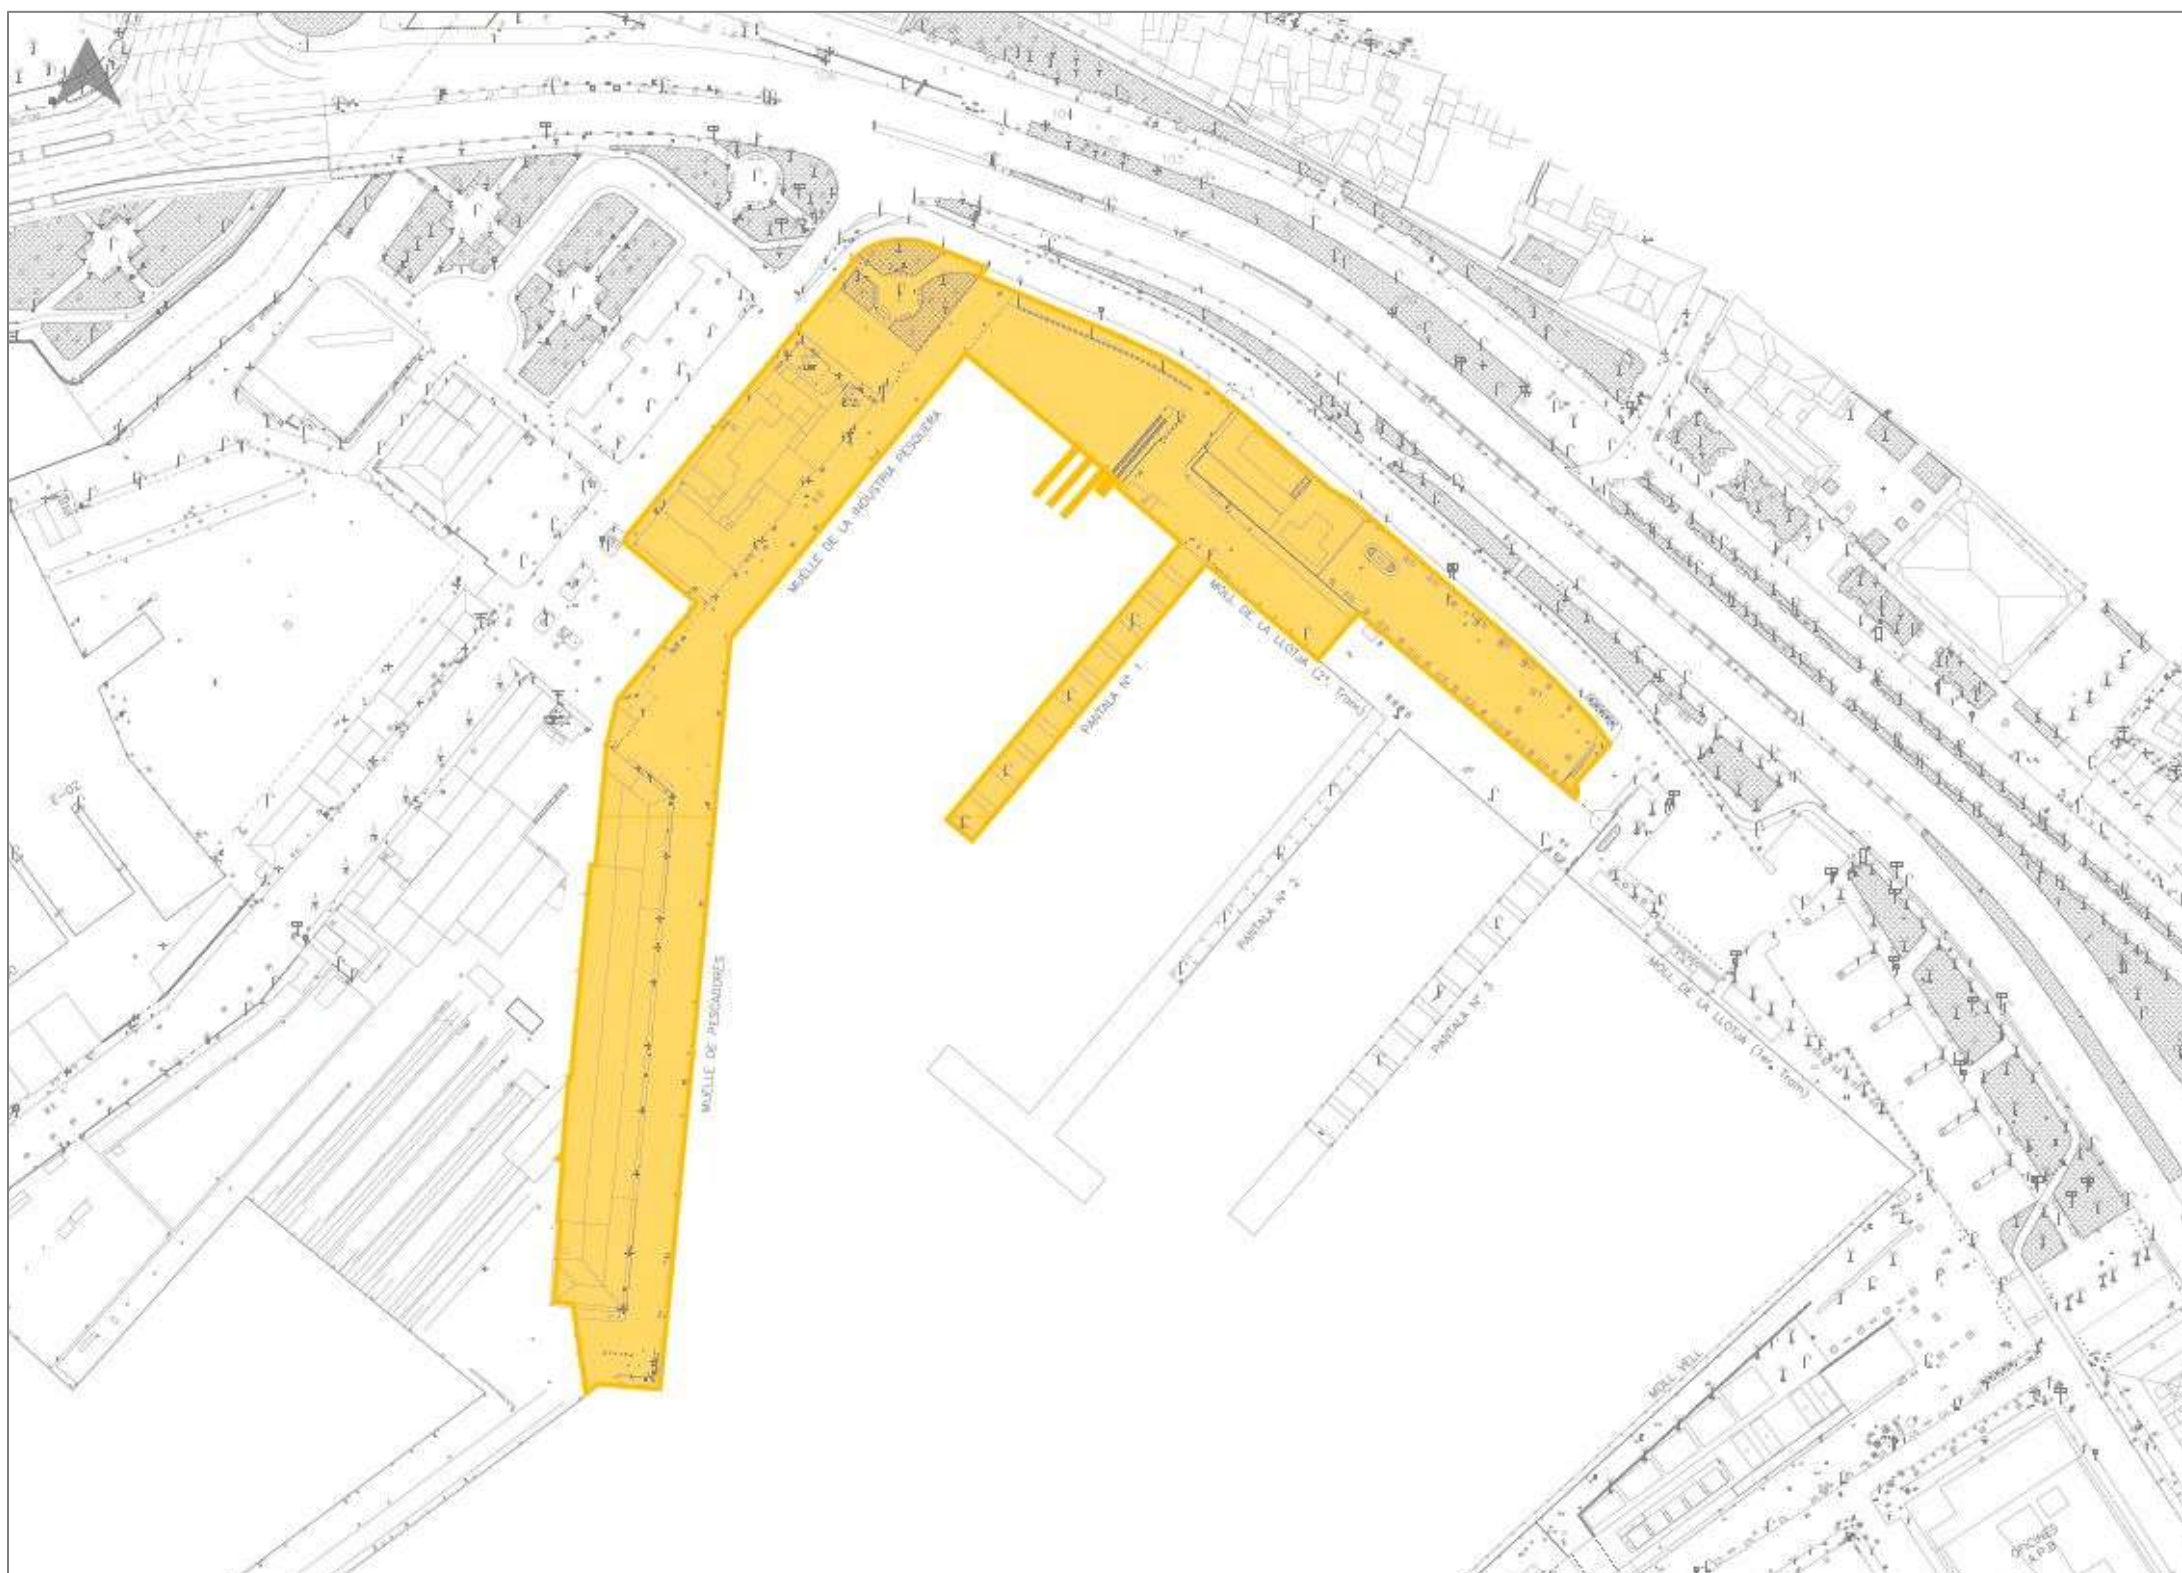 MUELLE DE LA INDUSTRIA PESQUERA
MOLL DE LA LLOTJA (2º. Tram)
PANTALA Nº 1
E-02
PANTALA Nº 2
MUELLE DE PESCADORES
PANTALA Nº 3
MOLL DE LA LLOTJA (1er. Tram)
MOLL VELL
OFICINES
A.P.B